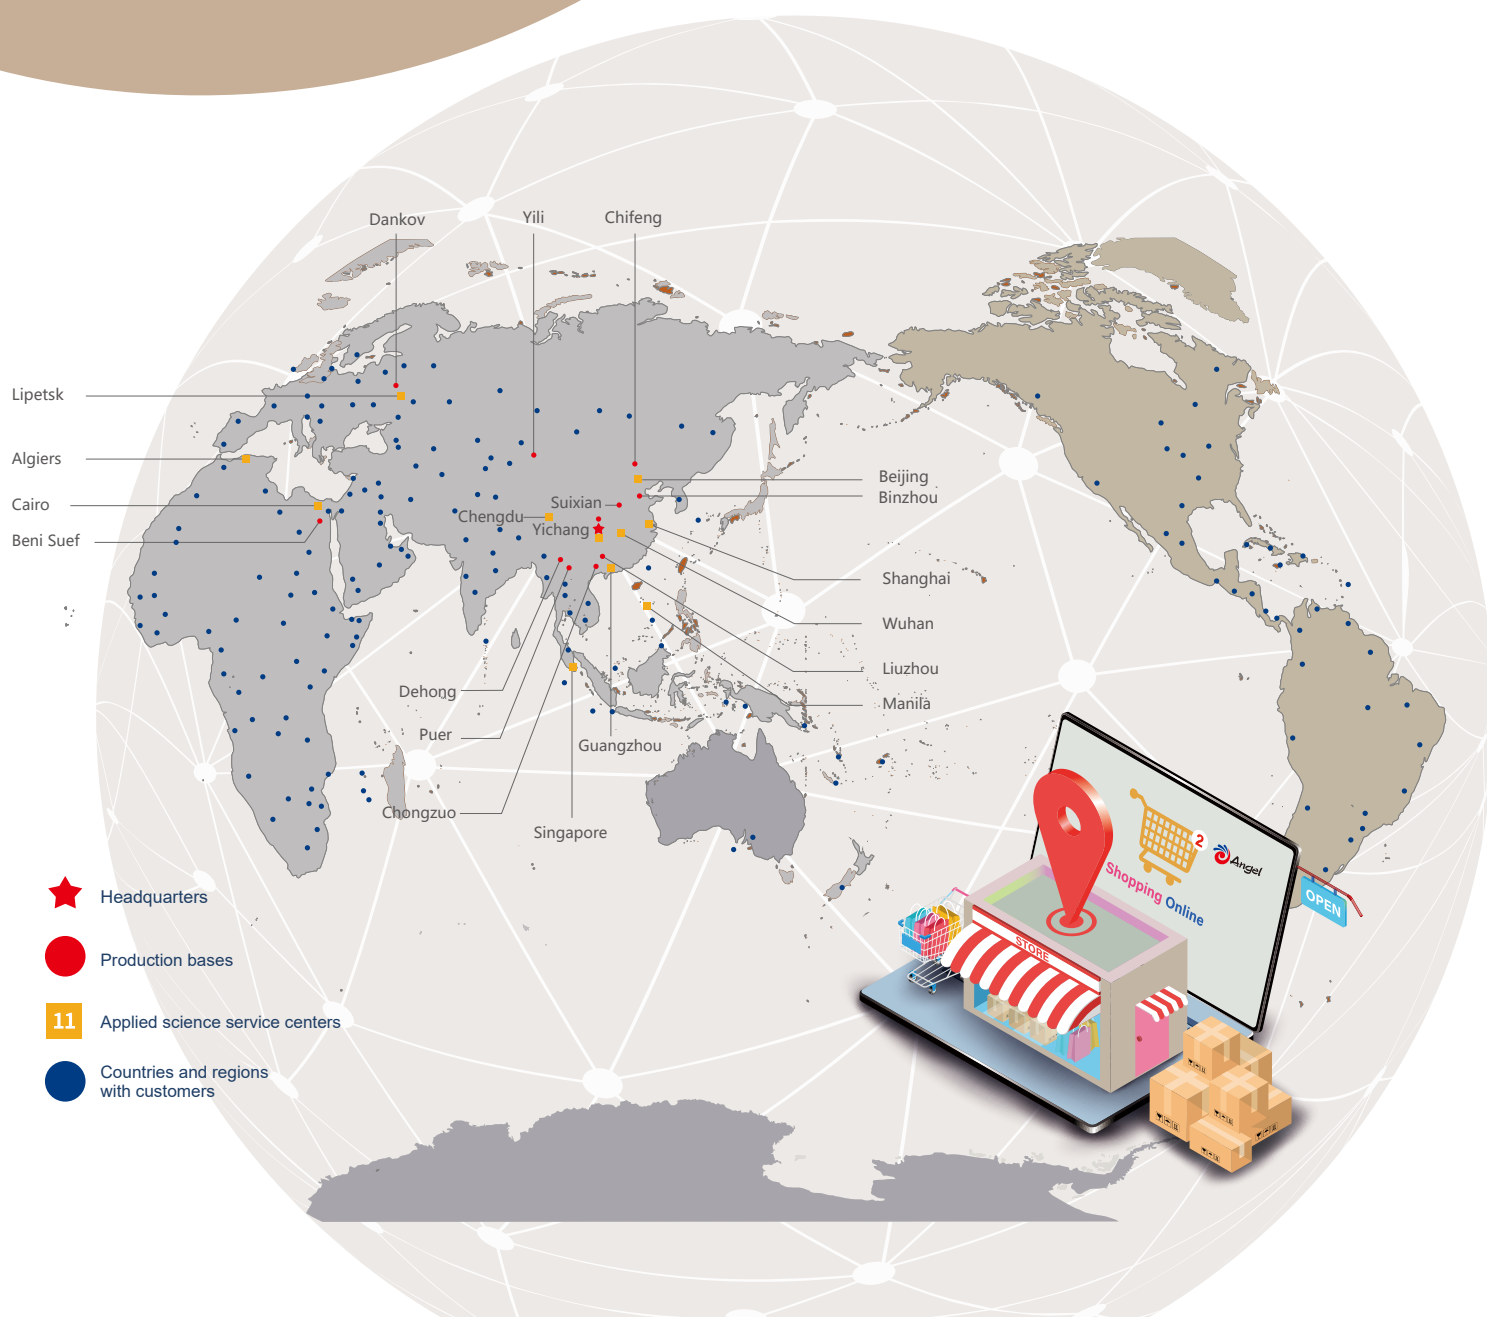 Dankov
Yili
Chifeng
Lipetsk
Algiers
Cairo
Beni Suef
Beijing
Binzhou
Suixian
Chengdu
Yichang
Shanghai
Wuhan
Liuzhou
Manila
Dehong
Puer
Guangzhou
Chongzuo
Singapore
Headquarters
Production bases
11
Applied science service centers
Countries and regions
with customers
2
Angel
Shopping Online
STORE
OPEN